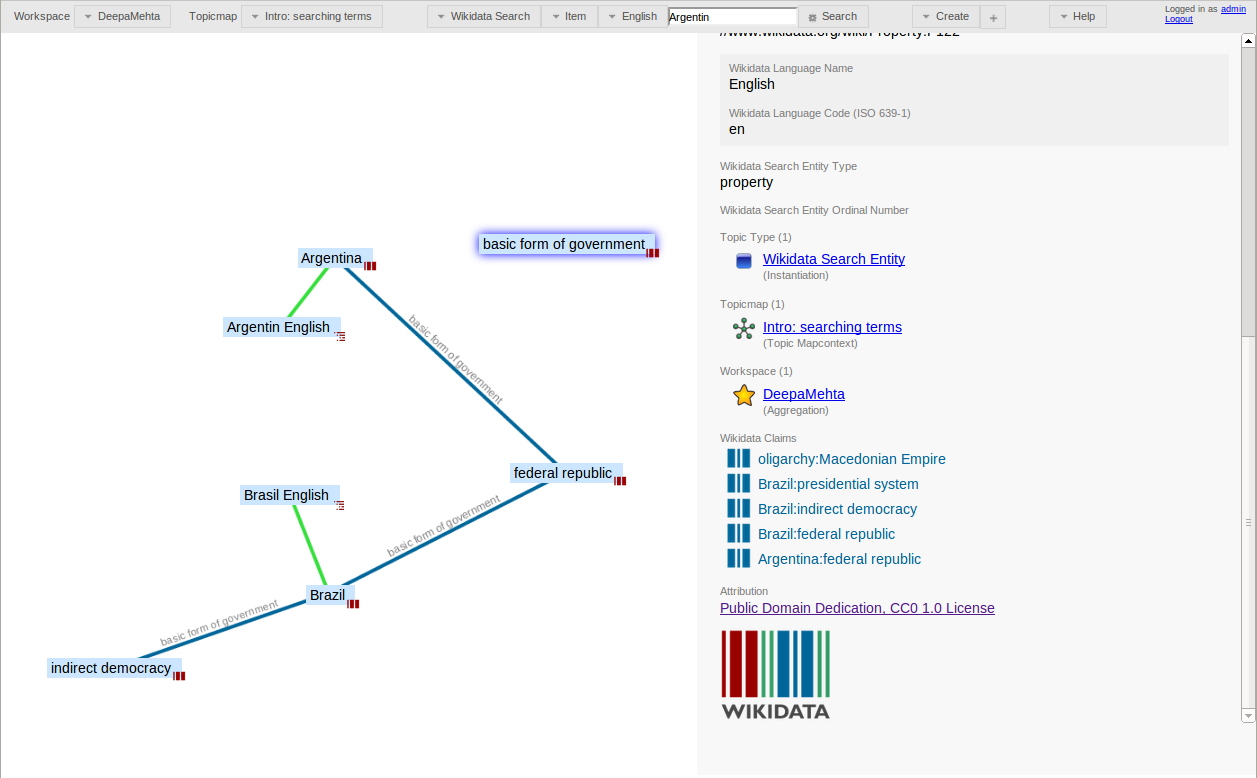 Workspace DeepaMehta Topicmap Intro: searching terms Wikidata Search Item English Argentin Search Create + Help Logged in as admin
Logout
Wikidata Language Name
English
Wikidata Language Code (ISO 639-1)
en
Wikidata Search Entity Type
property
Wikidata Search Entity Ordinal Number
Topic Type (1)
Wikidata Search Entity
(Instantiation)
Topicmap (1)
Intro: searching terms
(Topic Mapcontext)
Workspace (1)
DeepaMehta
(Aggregation)
Wikidata Claims
oligarchy:Macedonian Empire
Brazil:presidential system
Brazil:indirect democracy
Brazil:federal republic
Argentina:federal republic
Attribution
Public Domain Dedication, CC0 1.0 License
WIKIDATA
basic form of government
Argentina
Argentin English
basic form of government
federal republic
Brasil English
basic form of government
Brazil
basic form of government
indirect democracy